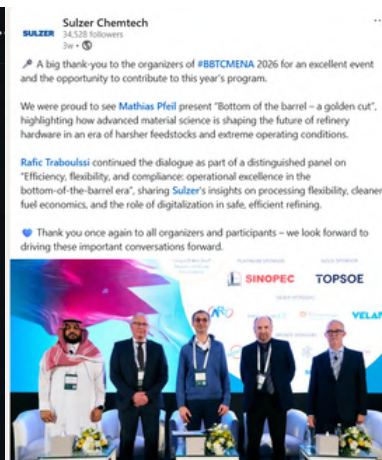 Sulzer Chemtech
SULZER
34,528 followers
3w •
🎤 A big thank-you to the organizers of #BBTCMENA 2026 for an excellent event
and the opportunity to contribute to this year's program.
We were proud to see Mathias Pfeil present "Bottom of the barrel – a golden cut",
highlighting how advanced material science is shaping the future of refinery
hardware in an era of harsher feedstocks and extreme operating conditions.
Rafic Traboulssi continued the dialogue as part of a distinguished panel on
"Efficiency, flexibility, and compliance: operational excellence in the
bottom-of-the-barrel era", sharing Sulzer's insights on processing flexibility, cleaner
fuel economics, and the role of digitalization in safe, efficient refining.
💙 Thank you once again to all organizers and participants – we look forward to
driving these important conversations forward.
PLATINUM SPONSOR
GOLD SPONSOR
SINOPEC
TOPSOE
VELAN